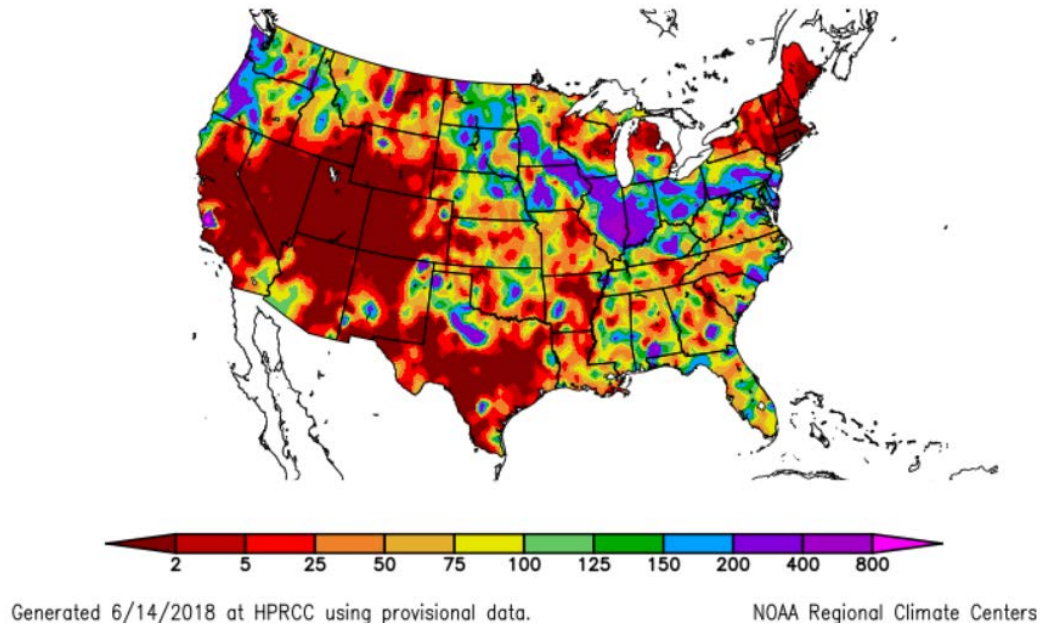 2 5 25 50 75 100 125 150 200 400 800
Generated 6/14/2018 at HPRCC using provisional data. NOAA Regional Climate Centers